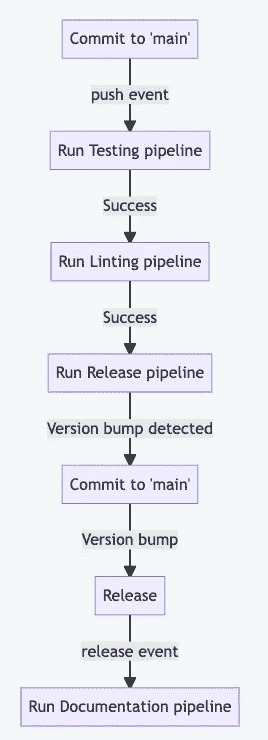 Commit to 'main'
push event
Run Testing pipeline
Success
Run Linting pipeline
Success
Run Release pipeline
Version bump detected
Commit to 'main'
Version bump
Release
release event
Run Documentation pipeline